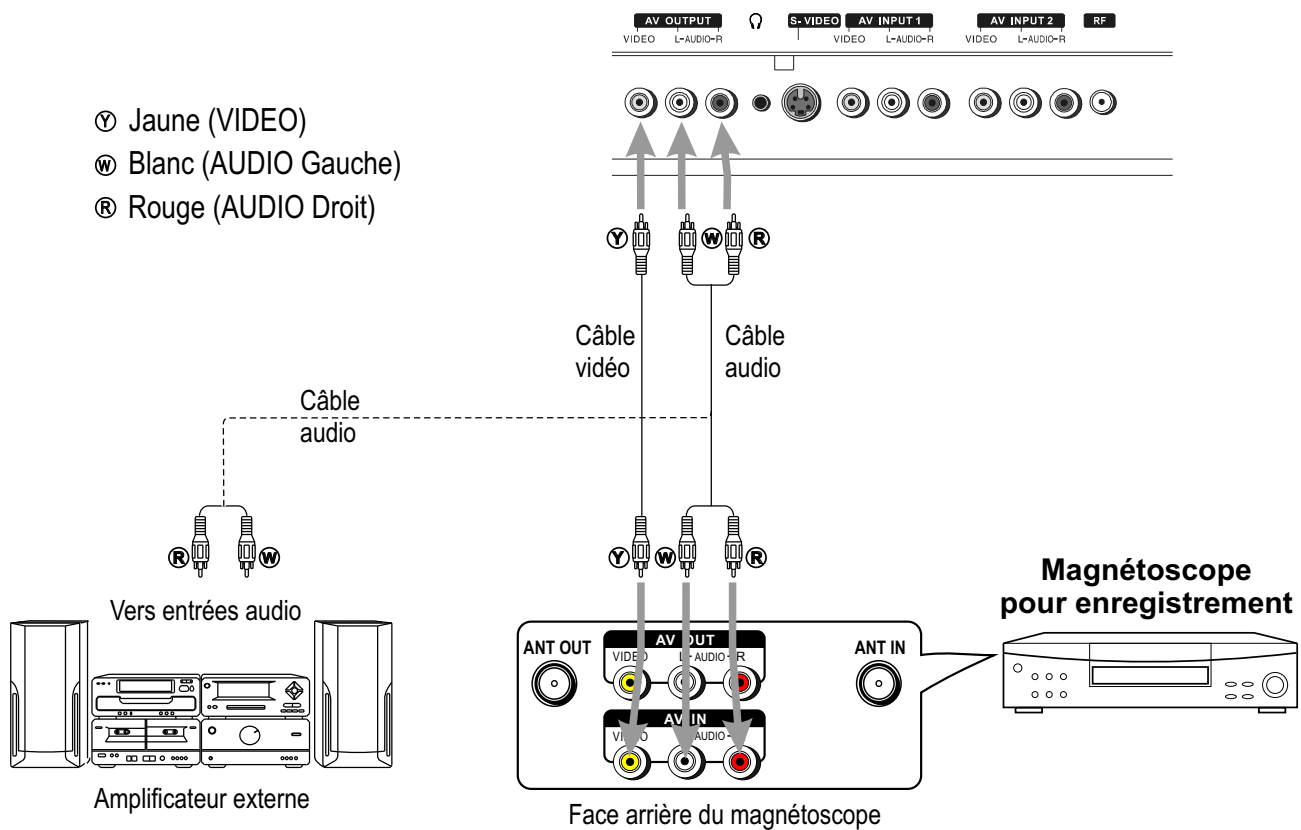 AV OUTPUT S-VIDEO AV INPUT 1 AV INPUT 2 RF
VIDEO L-AUDIO-R VIDEO L-AUDIO-R VIDEO L-AUDIO-R
Ⓨ Jaune (VIDEO)
Ⓦ Blanc (AUDIO Gauche)
Ⓡ Rouge (AUDIO Droit)
Ⓨ Ⓦ Ⓡ
Câble
vidéo
Câble
audio
Câble
audio
Ⓡ Ⓦ
Vers entrées audio
Amplificateur externe
Ⓨ Ⓦ Ⓡ
Magnétoscope
pour enregistrement
ANT OUT
AV OUT
VIDEO L-AUDIO-R
ANT IN
AV IN
VIDEO AUDIO
Face arrière du magnétoscope